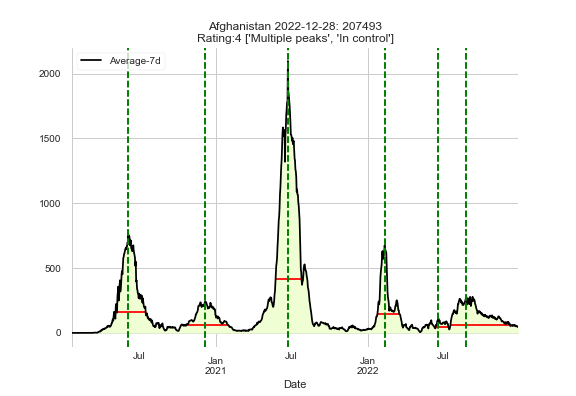 Afghanistan 2022-12-28: 207493
Rating:4 ['Multiple peaks', 'In control']
Average-7d
2000
1500
1000
500
0
Jul
Jan
2021
Jul
Jan
2022
Jul
Date